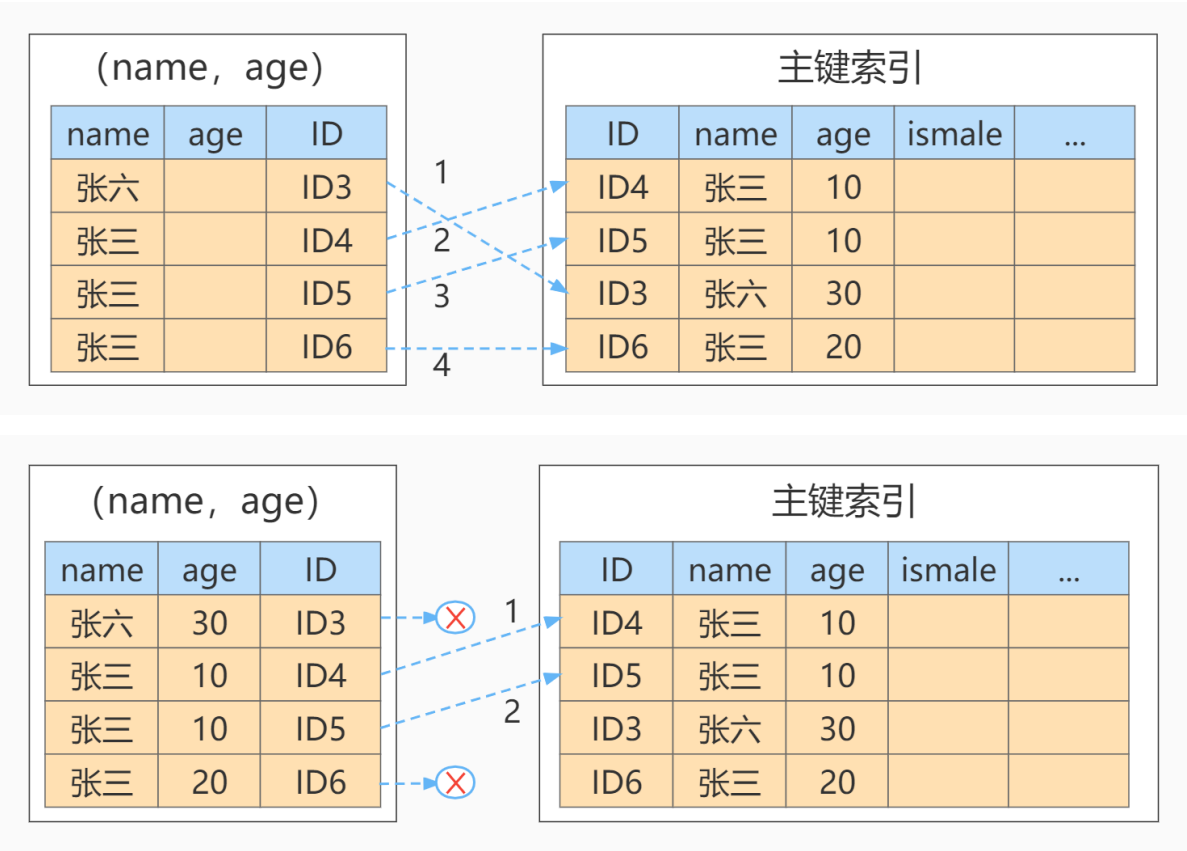 (name，age)
name age ID
张六 ID3
张三 ID4
张三 ID5
张三 ID6
1
2
3
4
主键索引
ID name age ismale ...
ID4 张三 10
ID5 张三 10
ID3 张六 30
ID6 张三 20
(name，age)
name age ID
张六 30 ID3
张三 10 ID4
张三 10 ID5
张三 20 ID6
1
2
主键索引
ID name age ismale ...
ID4 张三 10
ID5 张三 10
ID3 张六 30
ID6 张三 20